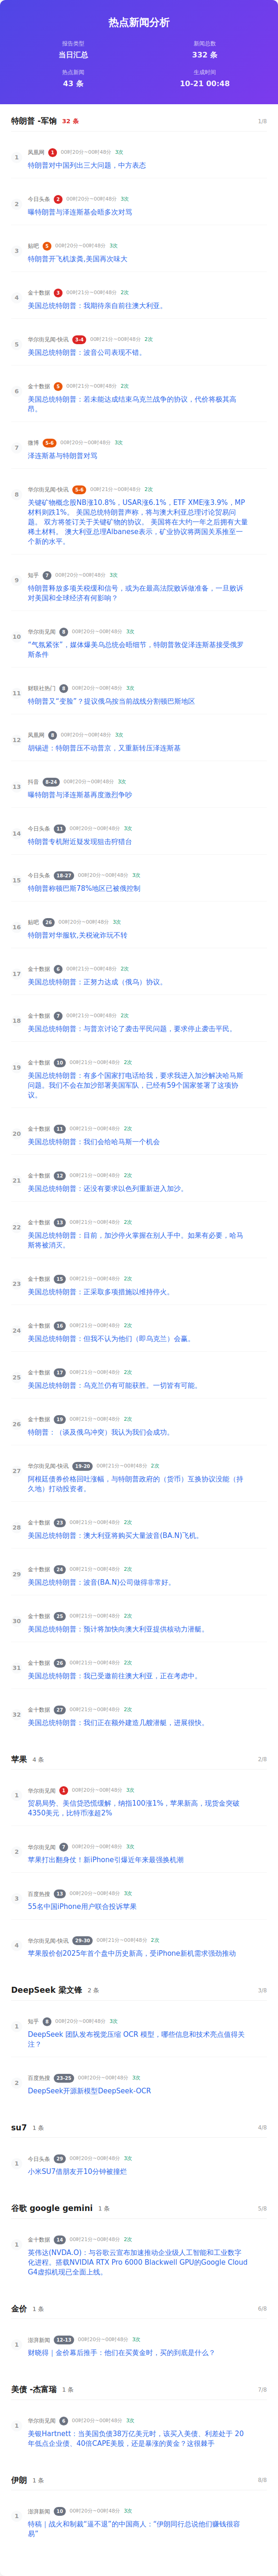 热点新闻分析
报告类型
新闻总数
当日汇总
332 条
热点新闻
生成时间
43 条
10-21 00:48
特朗普 -军饷 32 条 1/8
1
凤凰网 1 00时20分~00时48分 3次
特朗普对中国列出三大问题，中方表态
2
今日头条 2 00时20分~00时48分 3次
曝特朗普与泽连斯基会晤多次对骂
3
贴吧 5 00时20分~00时48分 3次
特朗普开飞机泼粪,美国再次味大
4
金十数据 3 00时21分~00时48分 2次
美国总统特朗普：我期待亲自前往澳大利亚。
5
华尔街见闻-快讯 3-4 00时21分~00时48分 2次
美国总统特朗普：波音公司表现不错。
6
金十数据 5 00时21分~00时48分 2次
美国总统特朗普：若未能达成结束乌克兰战争的协议，代价将极其高
昂。
7
微博 5-6 00时20分~00时48分 3次
泽连斯基与特朗普对骂
8
华尔街见闻-快讯 5-6 00时21分~00时48分 2次
关键矿物概念股NB涨10.8%，USAR涨6.1%，ETF XME涨3.9%，MP
材料则跌1%。 美国总统特朗普声称，将与澳大利亚总理讨论贸易问
题。 双方将签订关于关键矿物的协议。 美国将在大约一年之后拥有大量
稀土材料。 澳大利亚总理Albanese表示，矿业协议将两国关系推至一
个新的水平。
9
知乎 7 00时20分~00时48分 3次
特朗普释放多项关税缓和信号，或为在最高法院败诉做准备，一旦败诉
对美国和全球经济有何影响？
10
华尔街见闻 8 00时20分~00时48分 3次
“气氛紧张”，媒体爆美乌总统会晤细节，特朗普敦促泽连斯基接受俄罗
斯条件
11
财联社热门 8 00时20分~00时48分 3次
特朗普又“变脸”？提议俄乌按当前战线分割顿巴斯地区
12
凤凰网 8 00时20分~00时48分 3次
胡锡进：特朗普压不动普京，又重新转压泽连斯基
13
抖音 8-24 00时20分~00时48分 3次
曝特朗普与泽连斯基再度激烈争吵
14
今日头条 11 00时20分~00时48分 3次
特朗普专机附近疑发现狙击狩猎台
15
今日头条 18-27 00时20分~00时48分 3次
特朗普称顿巴斯78%地区已被俄控制
16
贴吧 26 00时20分~00时48分 3次
特朗普对华服软,关税讹诈玩不转
17
金十数据 6 00时21分~00时48分 2次
美国总统特朗普：正努力达成（俄乌）协议。
18
金十数据 7 00时21分~00时48分 2次
美国总统特朗普：与普京讨论了袭击平民问题，要求停止袭击平民。
19
金十数据 10 00时21分~00时48分 2次
美国总统特朗普：有多个国家打电话给我，要求我进入加沙解决哈马斯
问题。我们不会在加沙部署美国军队，已经有59个国家签署了这项协
议。
20
金十数据 11 00时21分~00时48分 2次
美国总统特朗普：我们会给哈马斯一个机会
21
金十数据 12 00时21分~00时48分 2次
美国总统特朗普：还没有要求以色列重新进入加沙。
22
金十数据 13 00时21分~00时48分 2次
美国总统特朗普：目前，加沙停火掌握在别人手中。如果有必要，哈马
斯将被消灭。
23
金十数据 15 00时21分~00时48分 2次
美国总统特朗普：正采取多项措施以维持停火。
24
金十数据 16 00时21分~00时48分 2次
美国总统特朗普：但我不认为他们（即乌克兰）会赢。
25
金十数据 17 00时21分~00时48分 2次
美国总统特朗普：乌克兰仍有可能获胜。一切皆有可能。
26
金十数据 19 00时21分~00时48分 2次
特朗普：（谈及俄乌冲突）我认为我们会成功。
27
华尔街见闻-快讯 19-20 00时21分~00时48分 2次
阿根廷债券价格回吐涨幅，与特朗普政府的（货币）互换协议没能（持
久地）打动投资者。
28
金十数据 23 00时21分~00时48分 2次
美国总统特朗普：澳大利亚将购买大量波音(BA.N)飞机。
29
金十数据 24 00时21分~00时48分 2次
美国总统特朗普：波音(BA.N)公司做得非常好。
30
金十数据 25 00时21分~00时48分 2次
美国总统特朗普：预计将加快向澳大利亚提供核动力潜艇。
31
金十数据 26 00时21分~00时48分 2次
美国总统特朗普：我已受邀前往澳大利亚，正在考虑中。
32
金十数据 27 00时21分~00时48分 2次
美国总统特朗普：我们正在额外建造几艘潜艇，进展很快。
苹果 4 条 2/8
1
华尔街见闻 1 00时20分~00时48分 3次
贸易局势、美信贷恐慌缓解，纳指100涨1%，苹果新高，现货金突破
4350美元，比特币涨超2%
2
华尔街见闻 7 00时20分~00时48分 3次
苹果打出翻身仗！新iPhone引爆近年来最强换机潮
3
百度热搜 13 00时20分~00时48分 3次
55名中国iPhone用户联合投诉苹果
4
华尔街见闻-快讯 29-30 00时21分~00时48分 2次
苹果股价创2025年首个盘中历史新高，受iPhone新机需求强劲推动
DeepSeek 梁文锋 2 条 3/8
1
知乎 8 00时20分~00时48分 3次
DeepSeek 团队发布视觉压缩 OCR 模型，哪些信息和技术亮点值得关
注？
2
百度热搜 23-25 00时20分~00时48分 3次
DeepSeek开源新模型DeepSeek-OCR
su7 1 条 4/8
1
今日头条 29 00时20分~00时48分 3次
小米SU7借朋友开10分钟被撞烂
谷歌 google gemini 1 条 5/8
1
金十数据 14 00时21分~00时48分 2次
英伟达(NVDA.O)：与谷歌云宣布加速推动企业级人工智能和工业数字
化进程。搭载NVIDIA RTX Pro 6000 Blackwell GPU的Google Cloud
G4虚拟机现已全面上线。
金价 1 条 6/8
1
澎湃新闻 12-13 00时20分~00时48分 3次
财晓得｜金价幕后推手：他们在买黄金时，买的到底是什么？
美债 -杰富瑞 1 条 7/8
1
华尔街见闻 6 00时20分~00时48分 3次
美银Hartnett：当美国负债38万亿美元时，该买入美债、利差处于 20
年低点企业债、40倍CAPE美股，还是暴涨的黄金？这很棘手
伊朗 1 条 8/8
1
澎湃新闻 10 00时20分~00时48分 3次
特稿｜战火和制裁“逼不退”的中国商人：“伊朗同行总说他们赚钱很容
易”